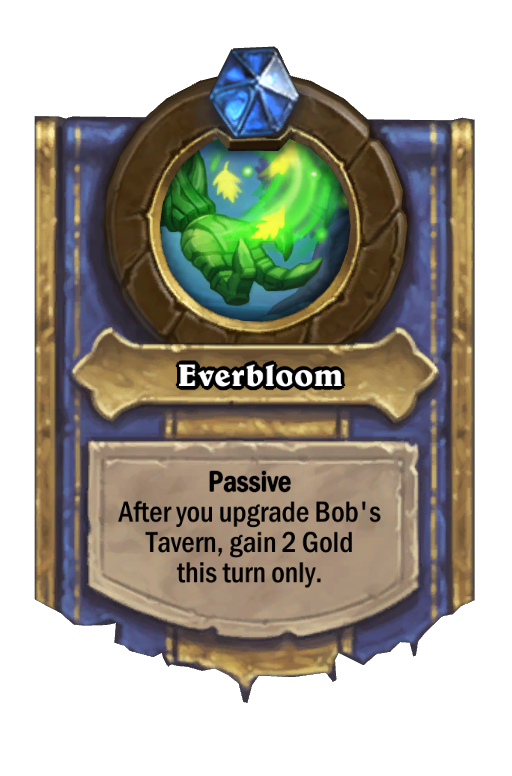 Everbloom
Passive
After you upgrade Bob's
Tavern, gain 2 Gold
this turn only.